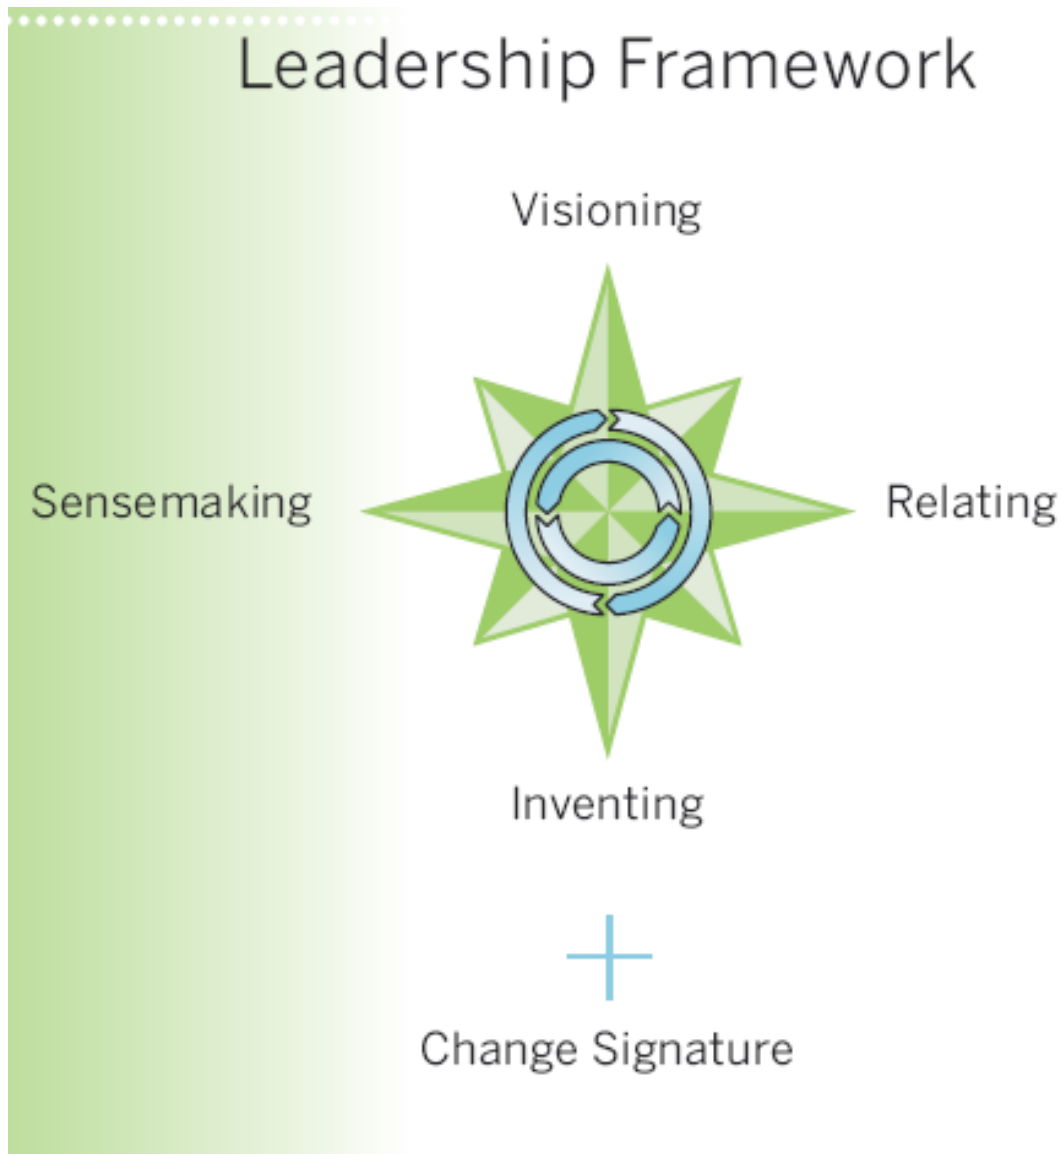 Leadership Framework
Visioning
Sensemaking
Relating
Inventing
+
Change Signature